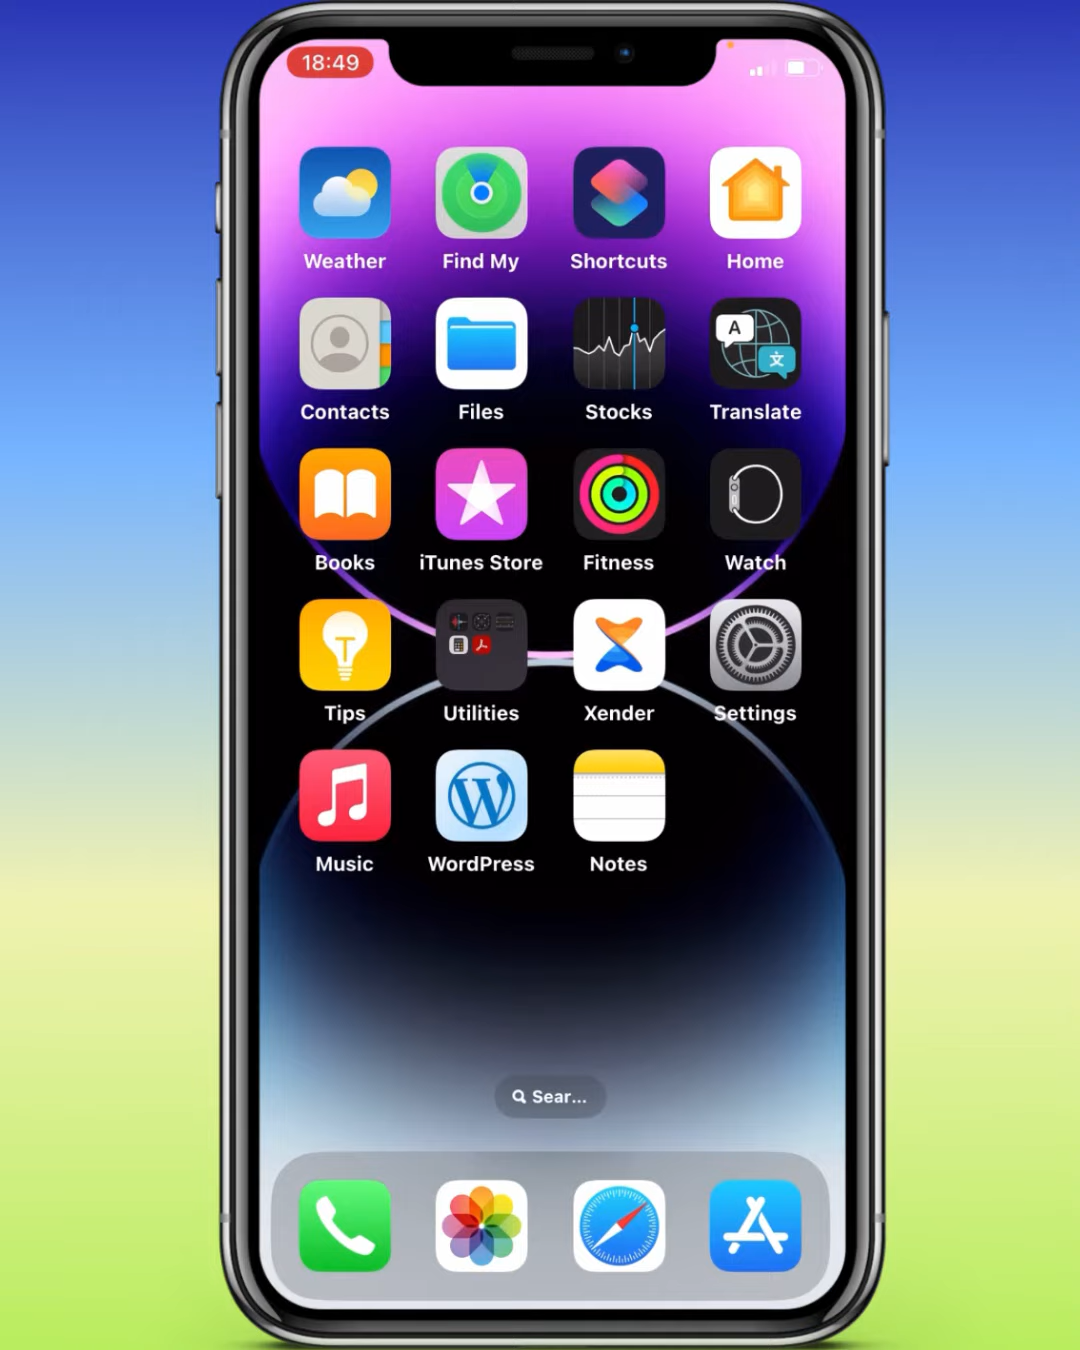 18:49
Weather Find My Shortcuts Home
A
文
Contacts Files Stocks Translate
Books iTunes Store Fitness Watch
Tips Utilities Xender Settings
W
Music WordPress Notes
Sear...